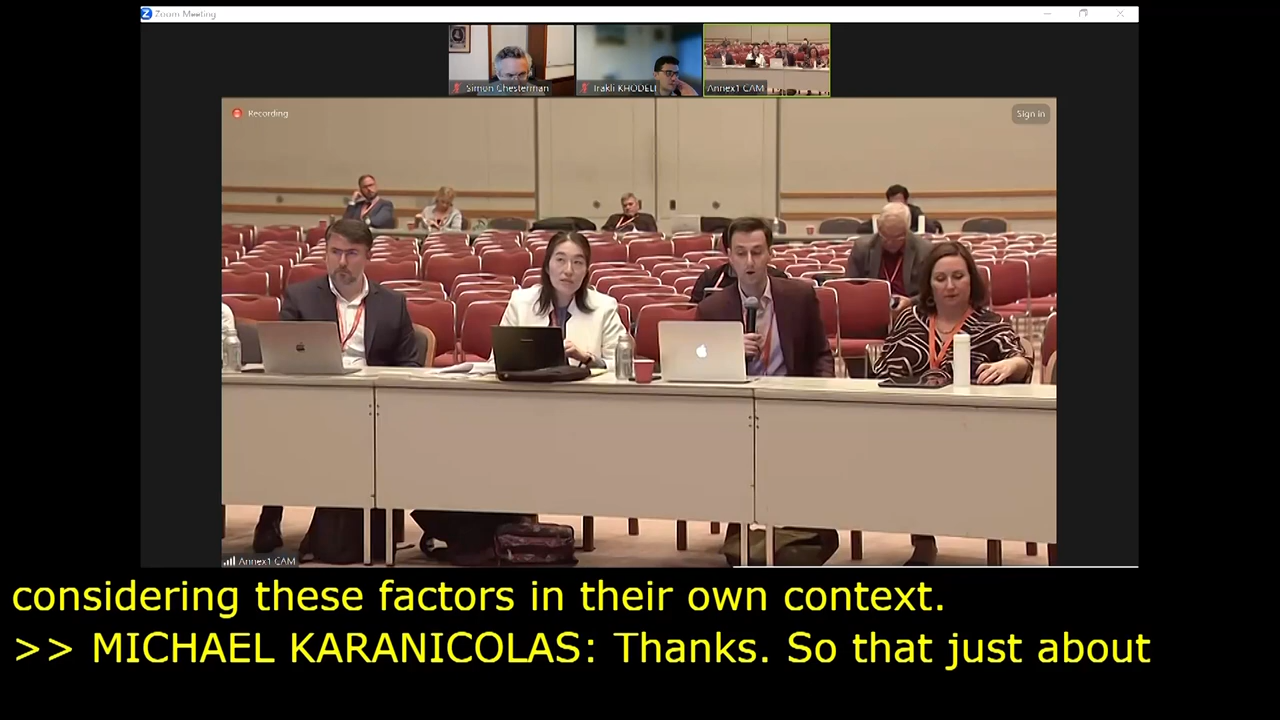 Zoom Meeting
Simon Chesterman
Irakli KHODELI
Annex1 CAM
Recording
Sign in
Annex1 CAM
considering these factors in their own context.
>> MICHAEL KARANICOLAS: Thanks. So that just about